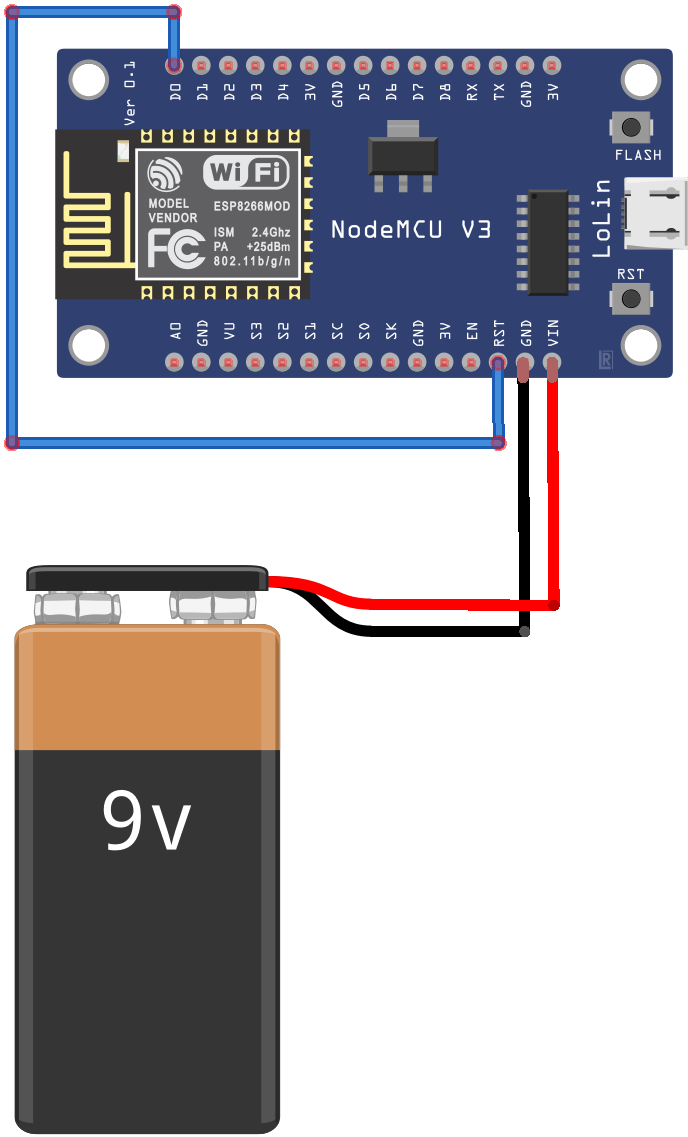 Ver 0.1
D0 D1 D2 D3 D4 3V GND D5 D6 D7 D8 RX TX GND 3V
FLASH
Wi Fi
MODEL
VENDOR
ESP8266MOD
FC
ISM 2.4Ghz
PA +25dBm
802.11b/g/n
NodeMCU V3
LoLin
RST
A0 GND VU S3 S2 S1 SC S0 SK GND 3V EN RST GND VIN
R
9v